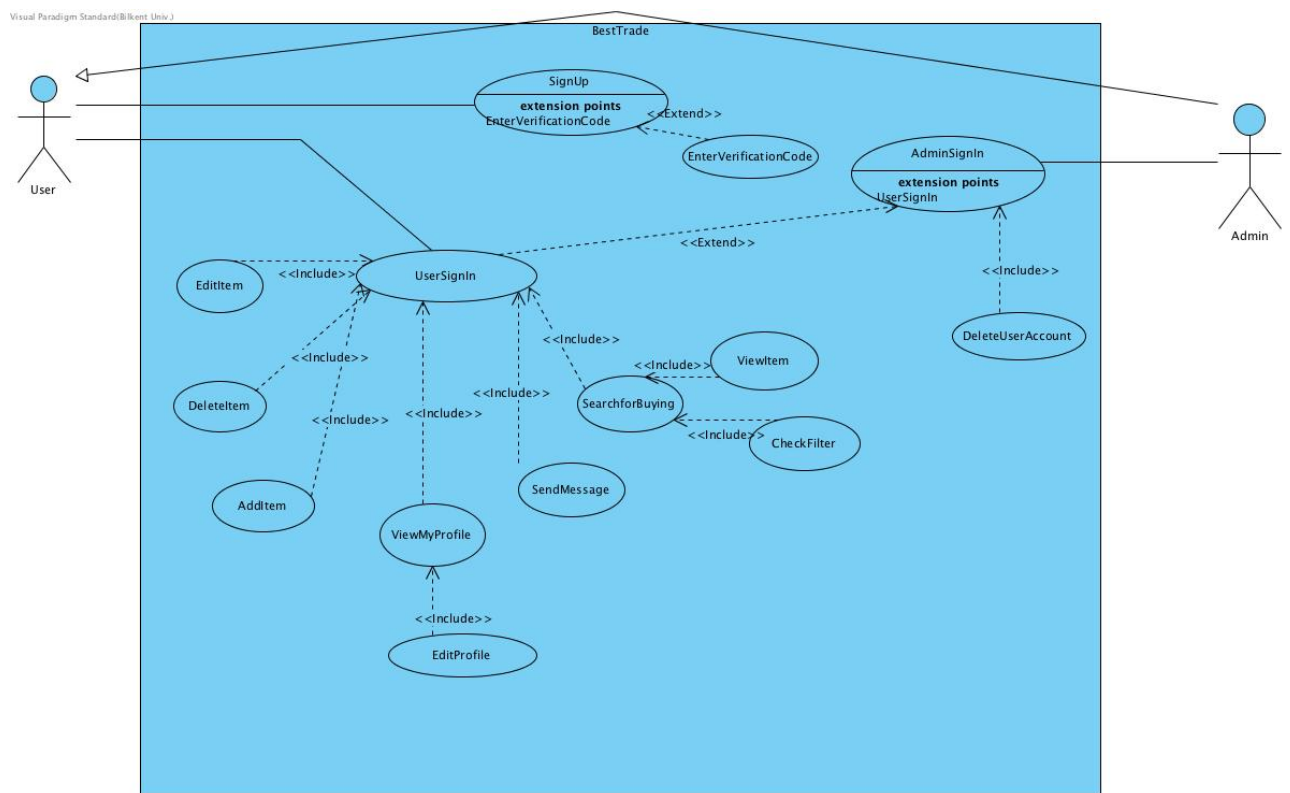 Visual Paradigm Standard(Bilkent Univ.)
BestTrade
SignUp
extension points
EnterVerificationCode
<<Extend>>
EnterVerificationCode
AdminSignIn
extension points
UserSignIn
User
Admin
<<Extend>>
<<Include>>
EditItem
UserSignIn
<<Include>>
DeleteUserAccount
<<Include>>
<<Include>>
<<Include>>
ViewItem
<<Include>>
DeleteItem
SearchforBuying
<<Include>>
<<Include>>
<<Include>>
<<Include>>
CheckFilter
AddItem
SendMessage
ViewMyProfile
<<Include>>
EditProfile